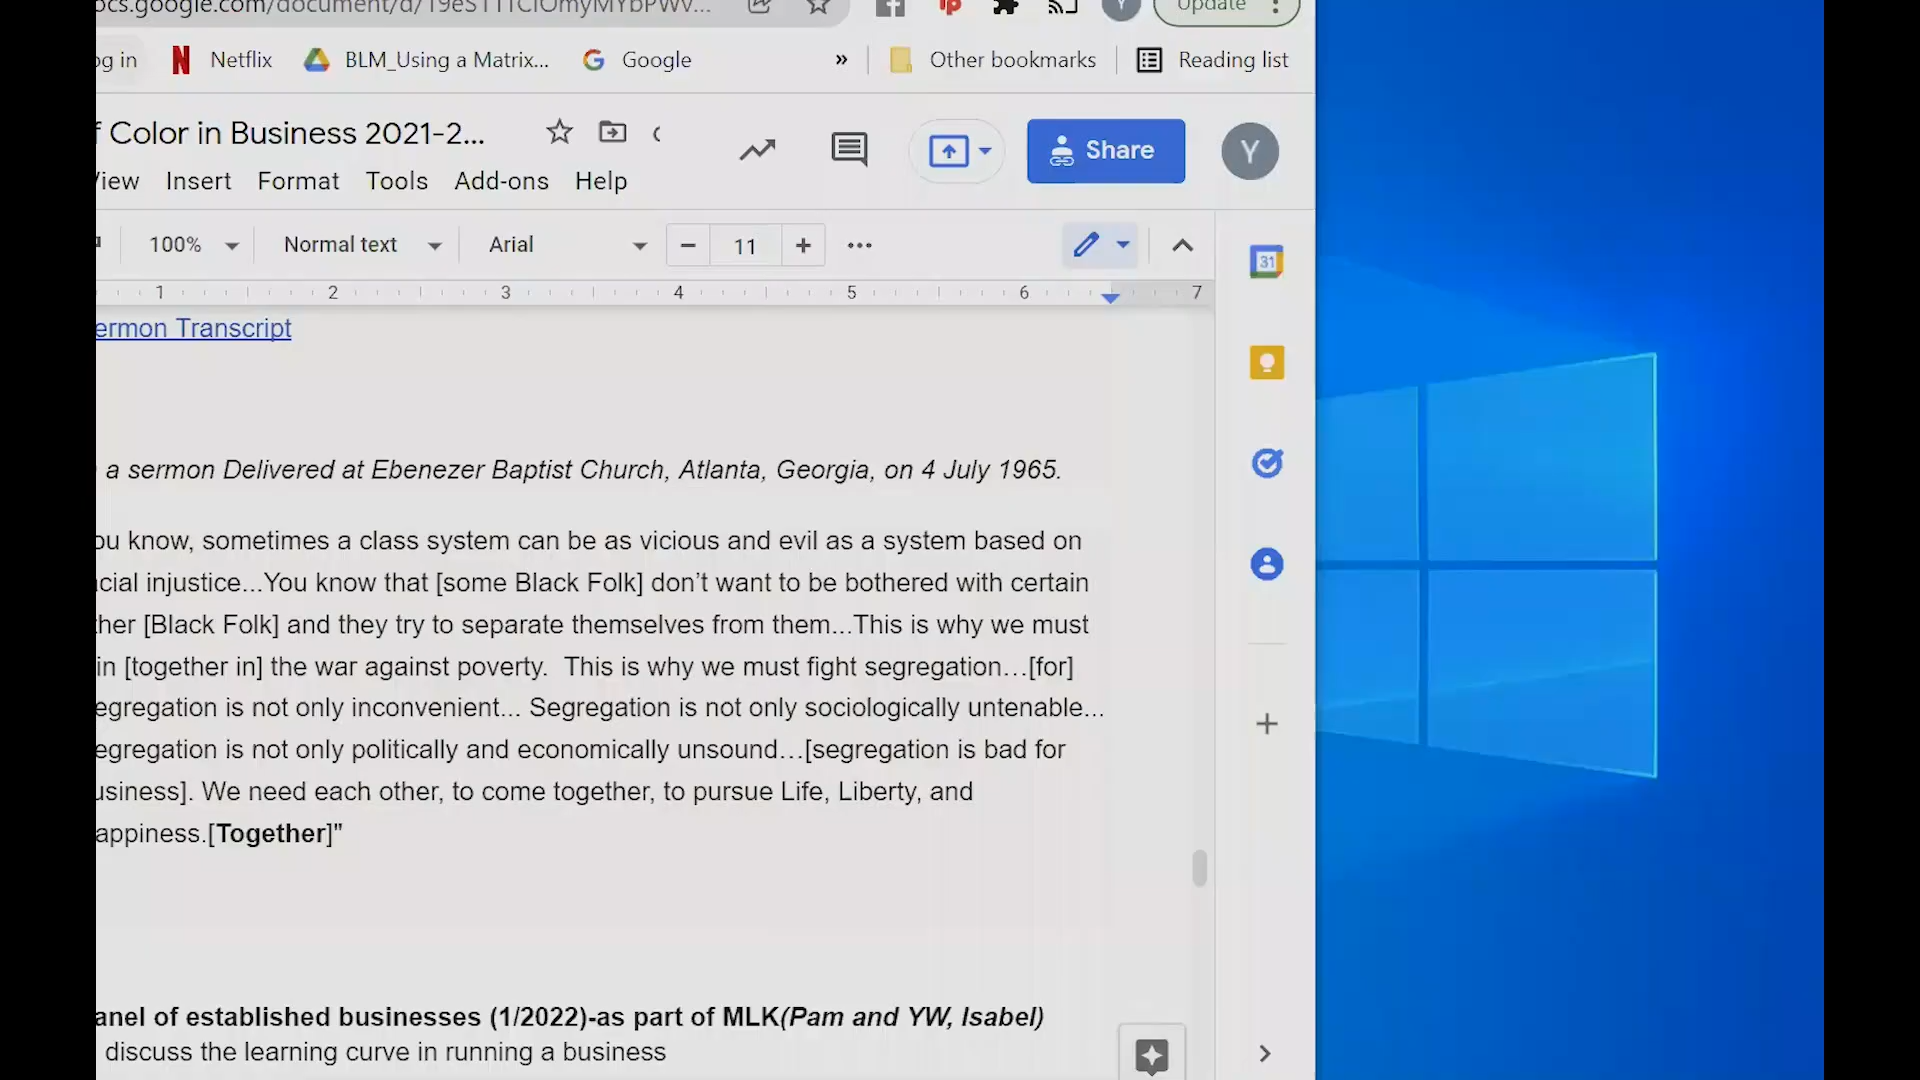 Update
og in Netflix BLM_Using a Matrix... Google » Other bookmarks Reading list
f Color in Business 2021-2...
Share Y
View Insert Format Tools Add-ons Help
100% Normal text Arial − 11 +
31
1 2 3 4 5 6 7
ermon Transcript
a sermon Delivered at Ebenezer Baptist Church, Atlanta, Georgia, on 4 July 1965.
ou know, sometimes a class system can be as vicious and evil as a system based on
cial injustice...You know that [some Black Folk] don’t want to be bothered with certain
ther [Black Folk] and they try to separate themselves from them...This is why we must
in [together in] the war against poverty. This is why we must fight segregation…[for]
egregation is not only inconvenient... Segregation is not only sociologically untenable...
egregation is not only politically and economically unsound…[segregation is bad for
usiness]. We need each other, to come together, to pursue Life, Liberty, and
appiness.[Together]"
anel of established businesses (1/2022)-as part of MLK(Pam and YW, Isabel)
discuss the learning curve in running a business